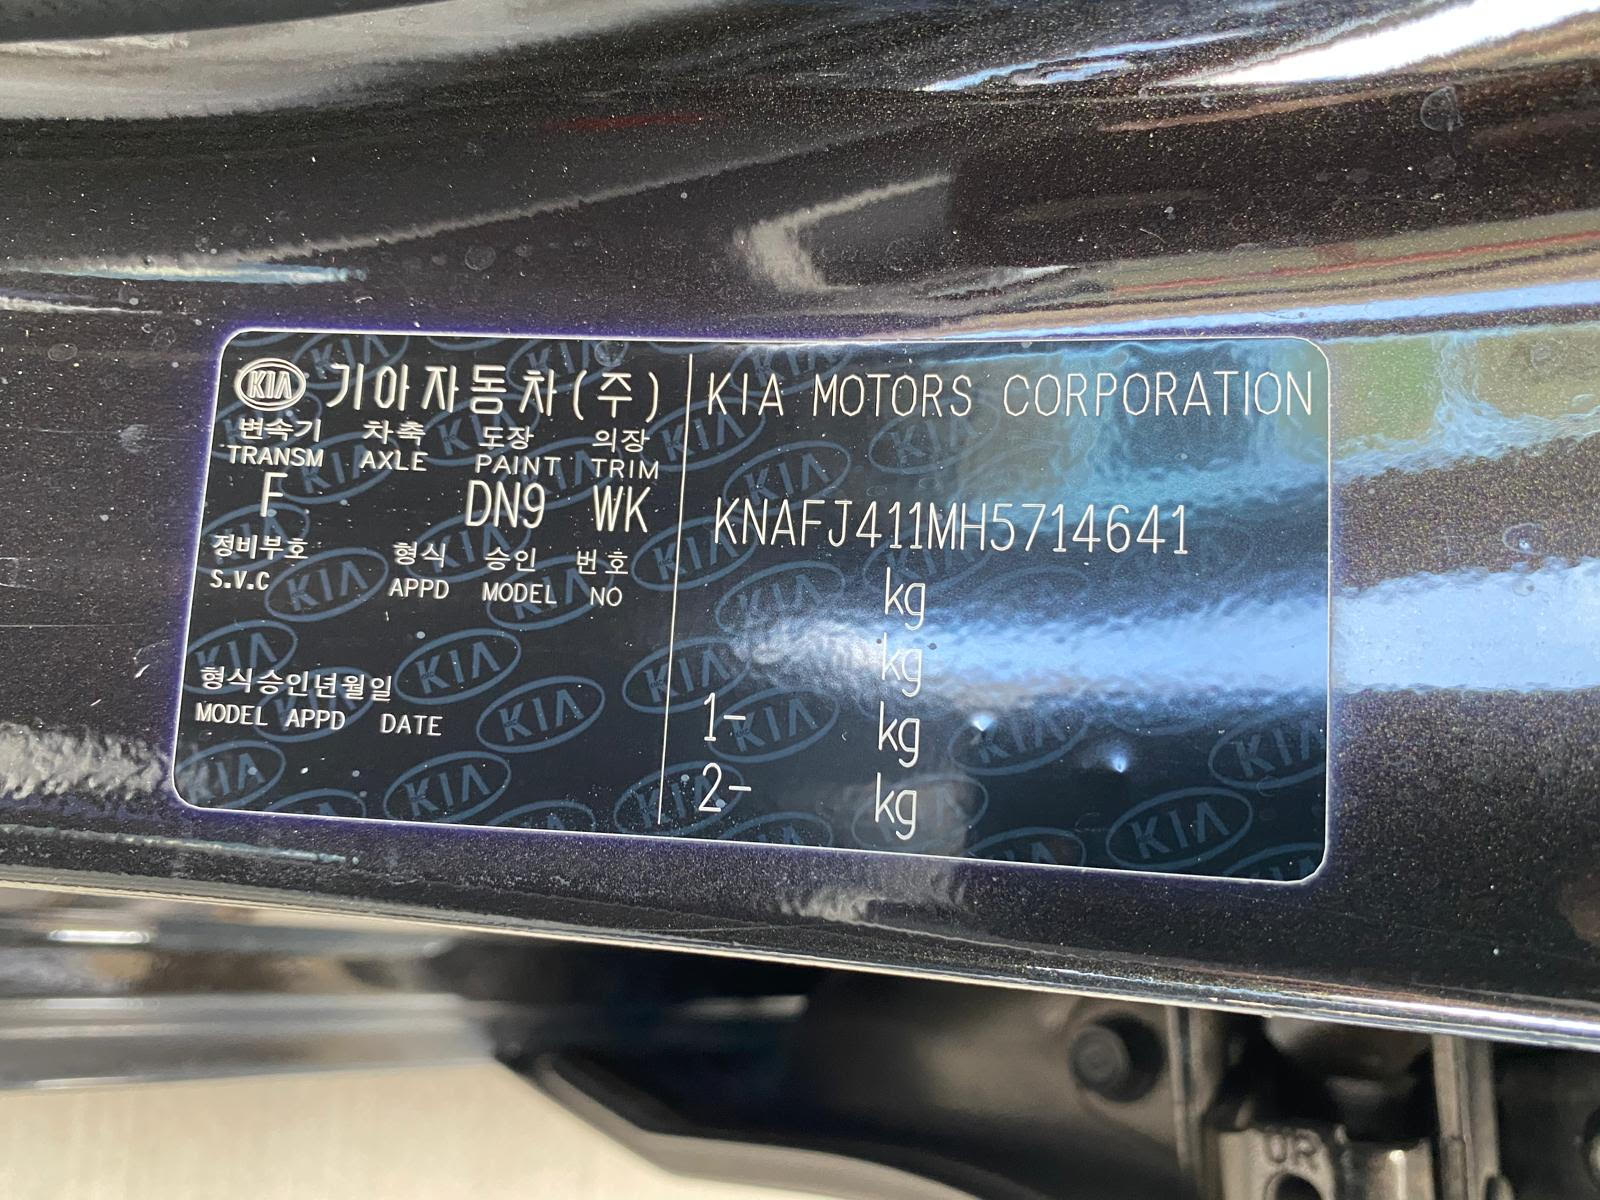 KIA 기아자동차(주)
변속기 차축 도장 의장
TRANSM AXLE PAINT TRIM
F DN9 WK
정비부호 형식 승인 번호
S.V.C APPD MODEL NO
형식승인년월일
MODEL APPD DATE
KIA MOTORS CORPORATION
KNAFJ411MH5714641
kg
kg
1- kg
2- kg